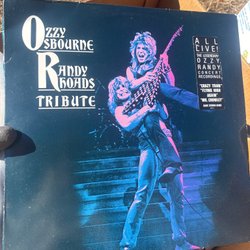 OZZY
OSBOURNE
RANDY
RHOADS
TRIBUTE
ALL
LIVE!
THE LEGENDARY
OZZY/
RANDY
CONCERT
RECORDINGS
"CRAZY TRAIN"
"FLYING HIGH
AGAIN"
"MR. CROWLEY"